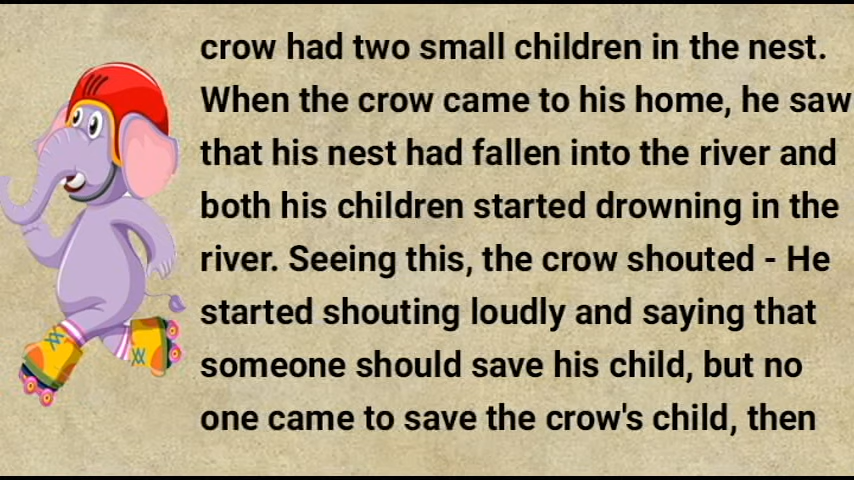 crow had two small children in the nest.
When the crow came to his home, he saw
that his nest had fallen into the river and
both his children started drowning in the
river. Seeing this, the crow shouted - He
started shouting loudly and saying that
someone should save his child, but no
one came to save the crow's child, then